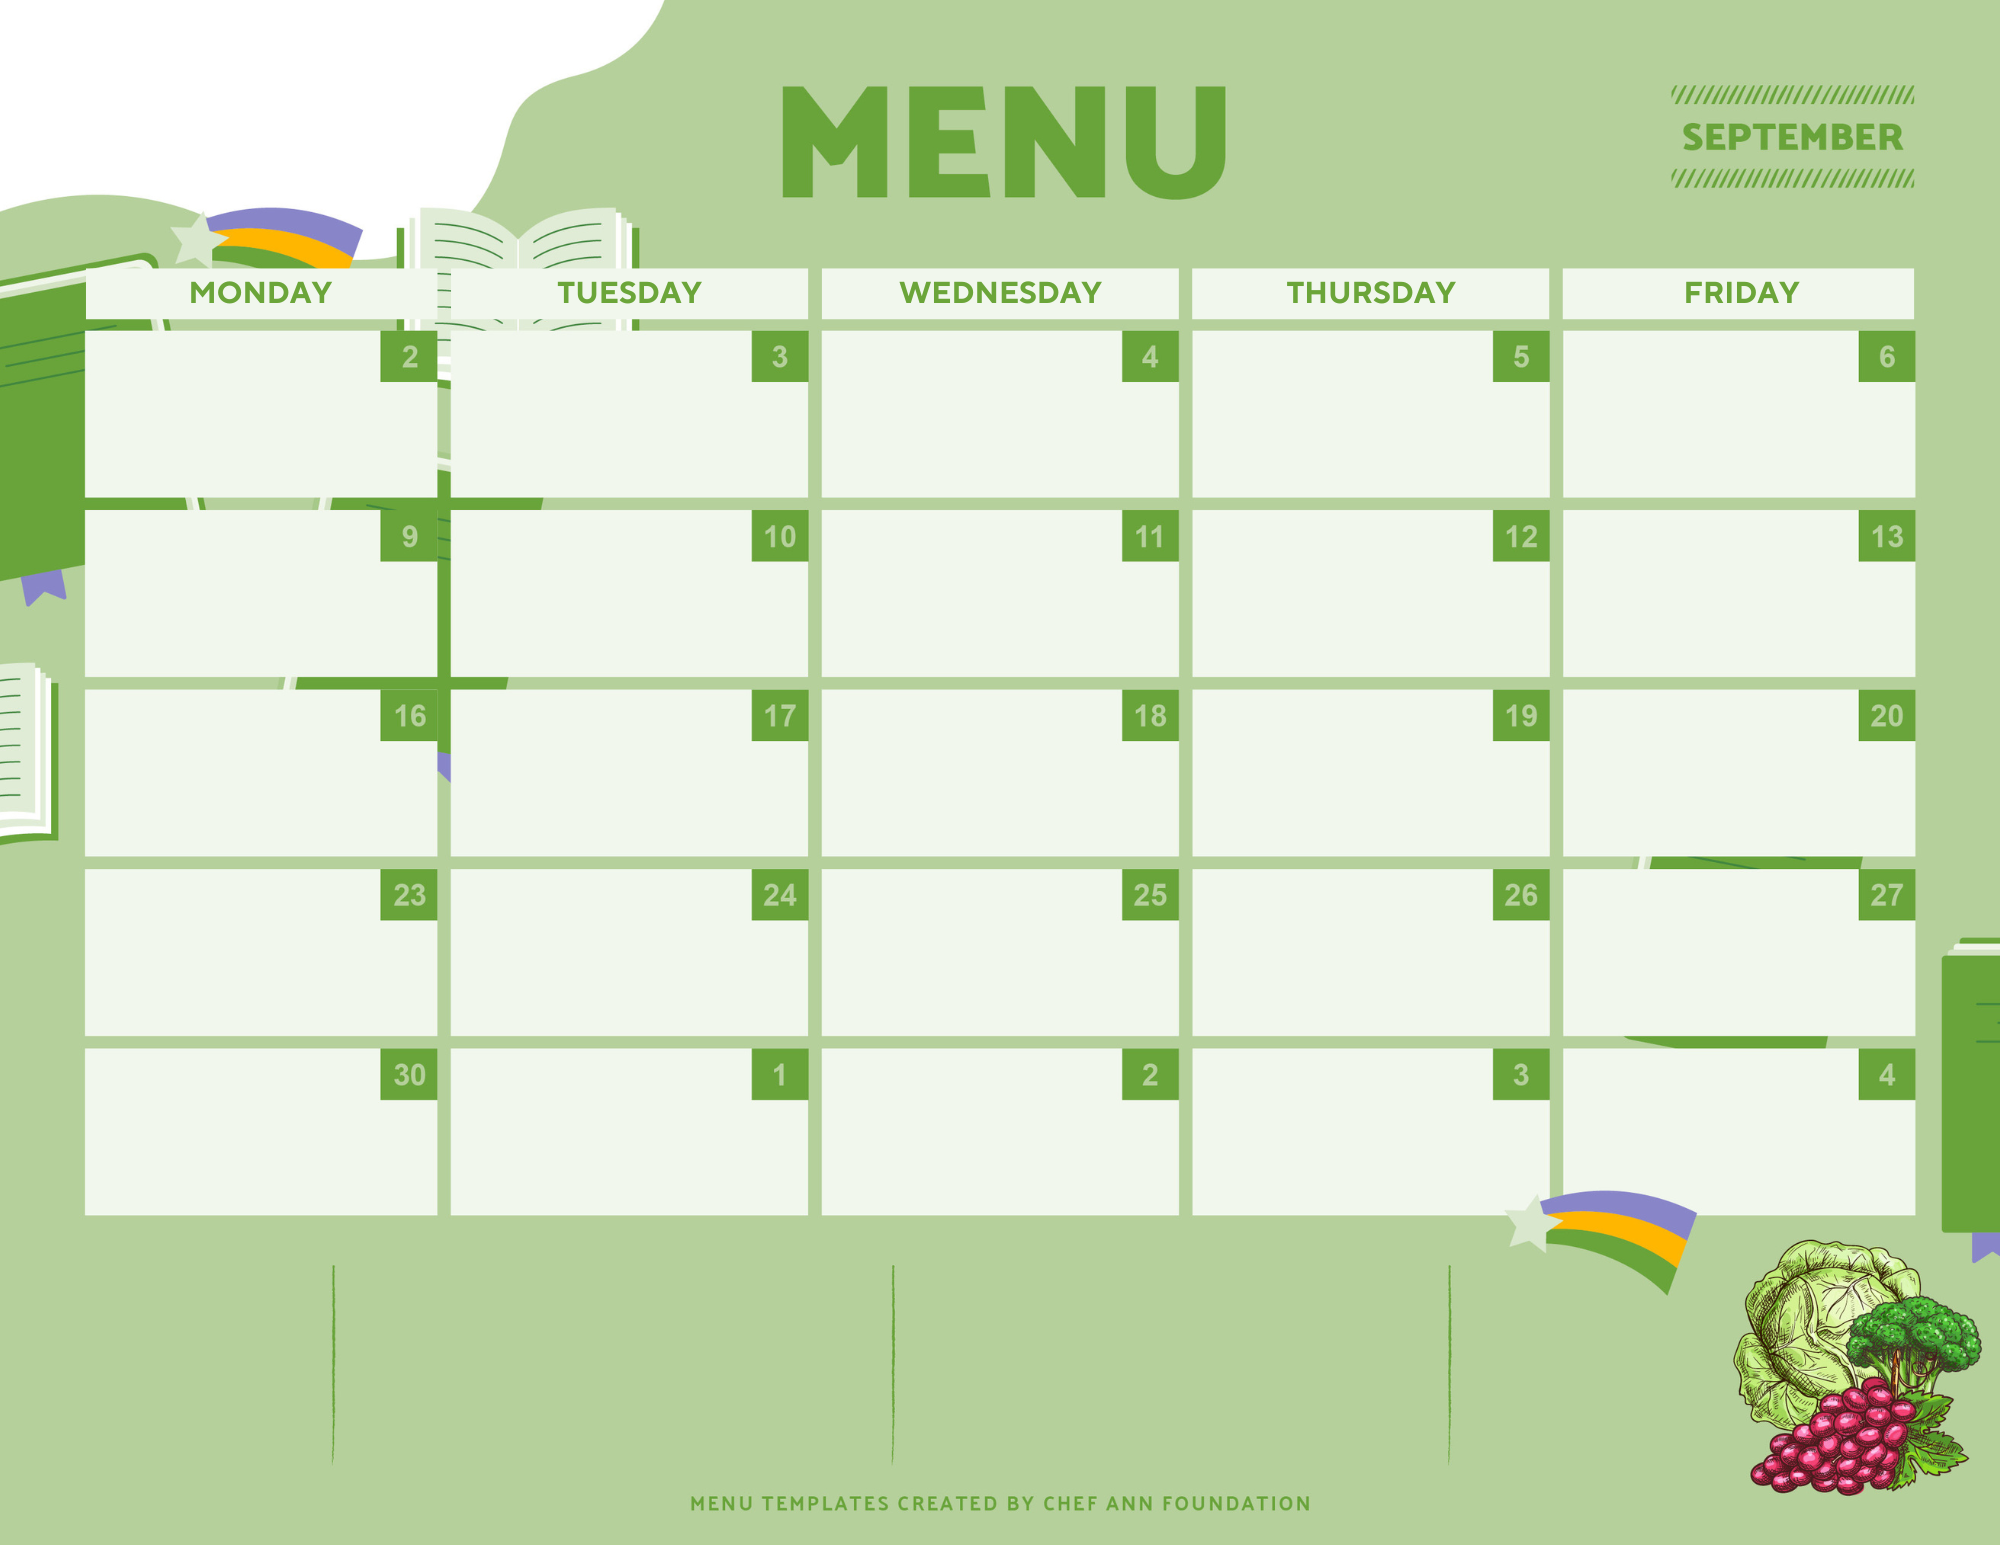 MENU
SEPTEMBER
MONDAY TUESDAY WEDNESDAY THURSDAY FRIDAY
2 3 4 5 6
9 10 11 12 13
16 17 18 19 20
23 24 25 26 27
30 1 2 3 4
MENU TEMPLATES CREATED BY CHEF ANN FOUNDATION